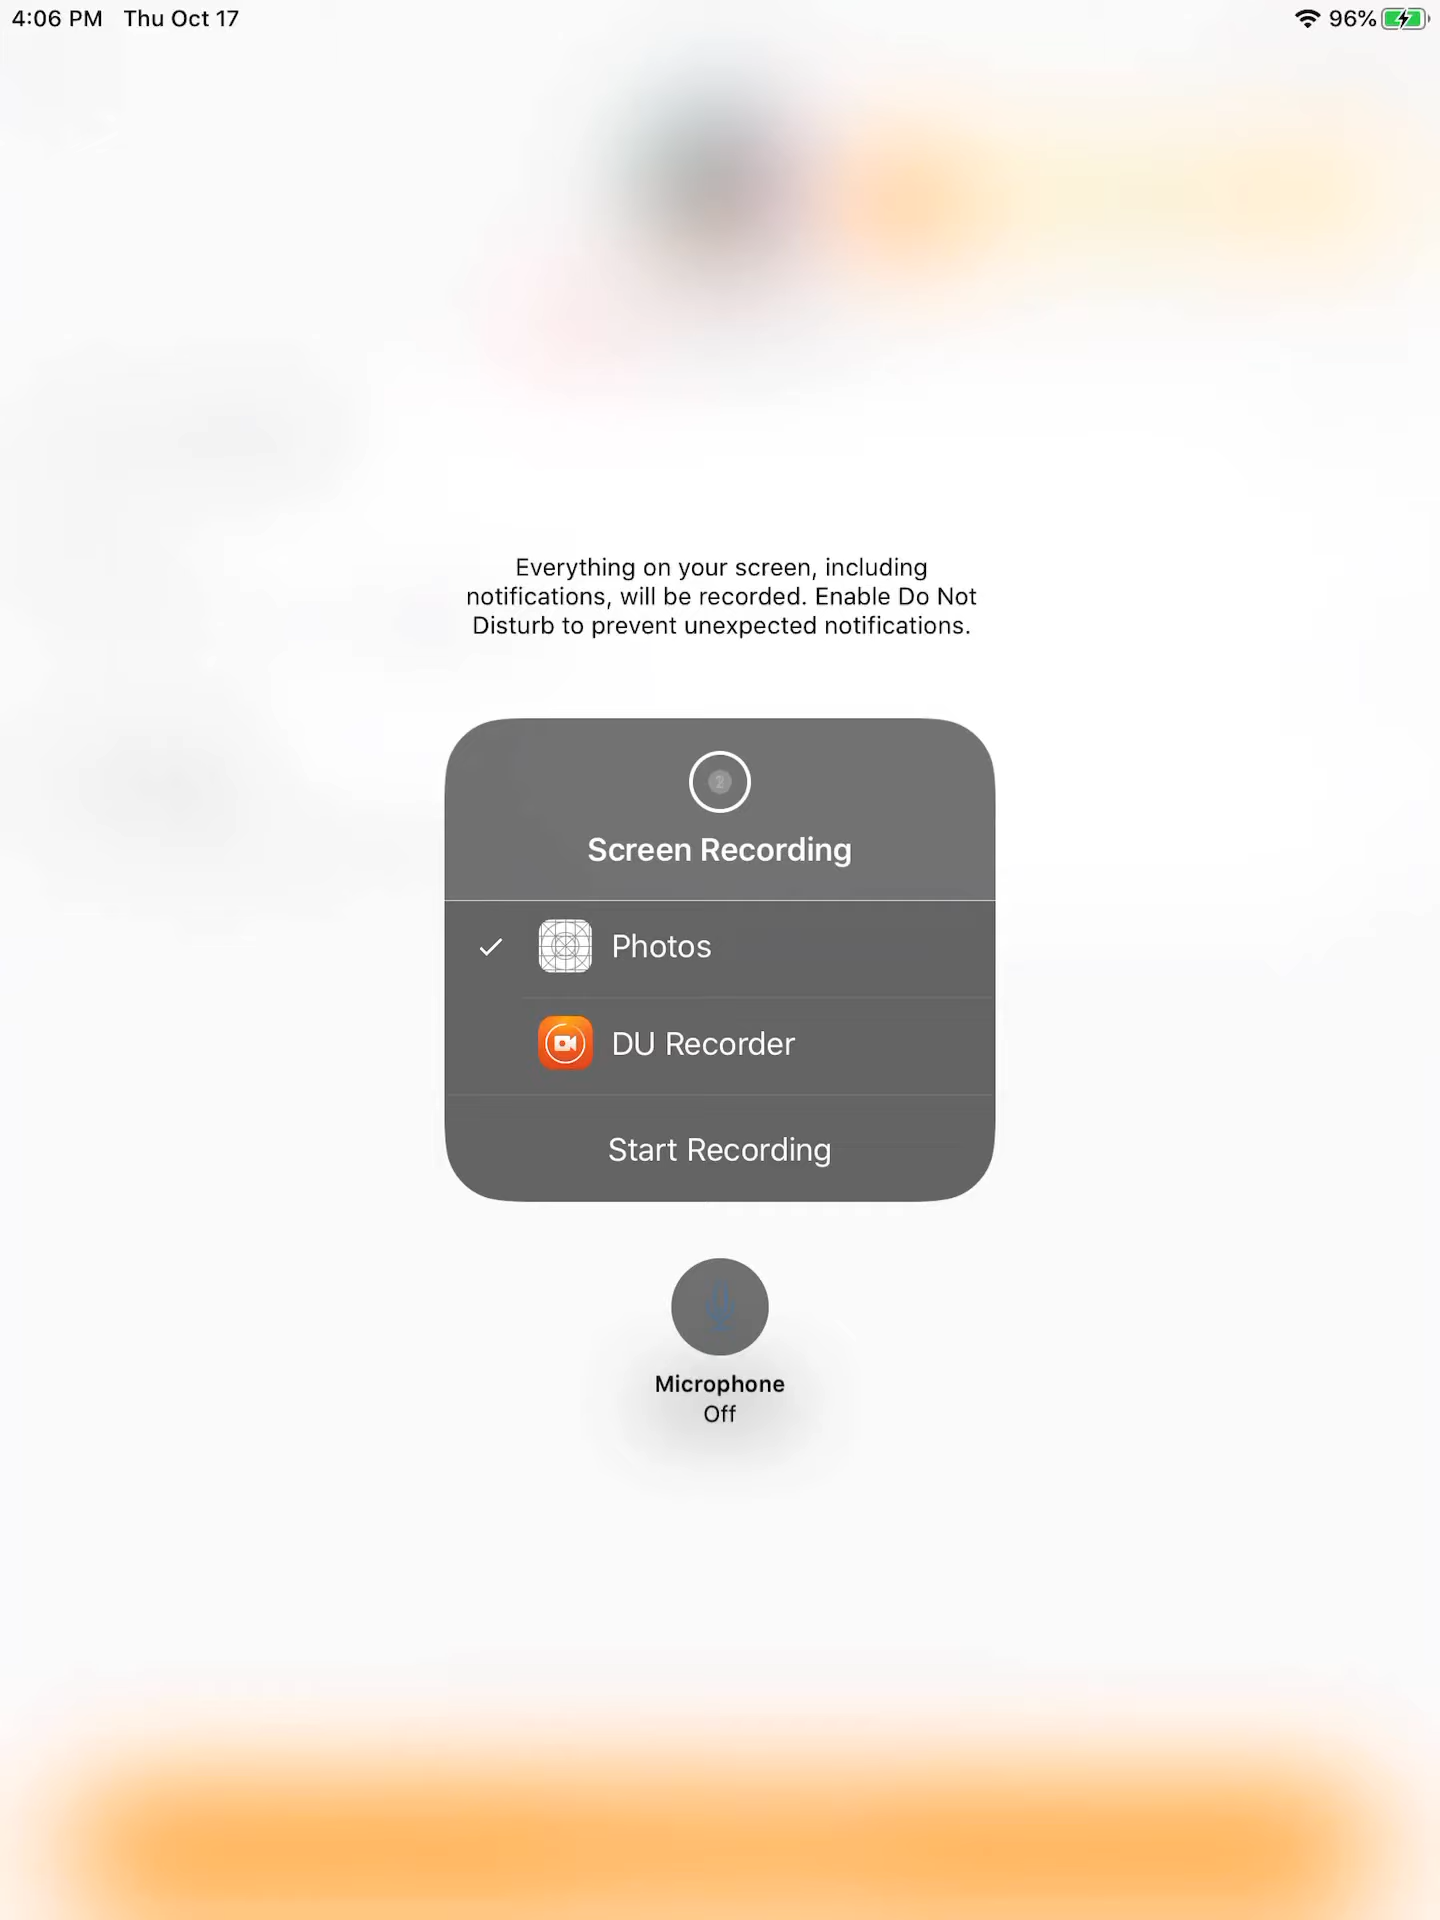 4:06 PM Thu Oct 17
96%
Everything on your screen, including
notifications, will be recorded. Enable Do Not
Disturb to prevent unexpected notifications.
2
Screen Recording
Photos
DU Recorder
Start Recording
Microphone
Off